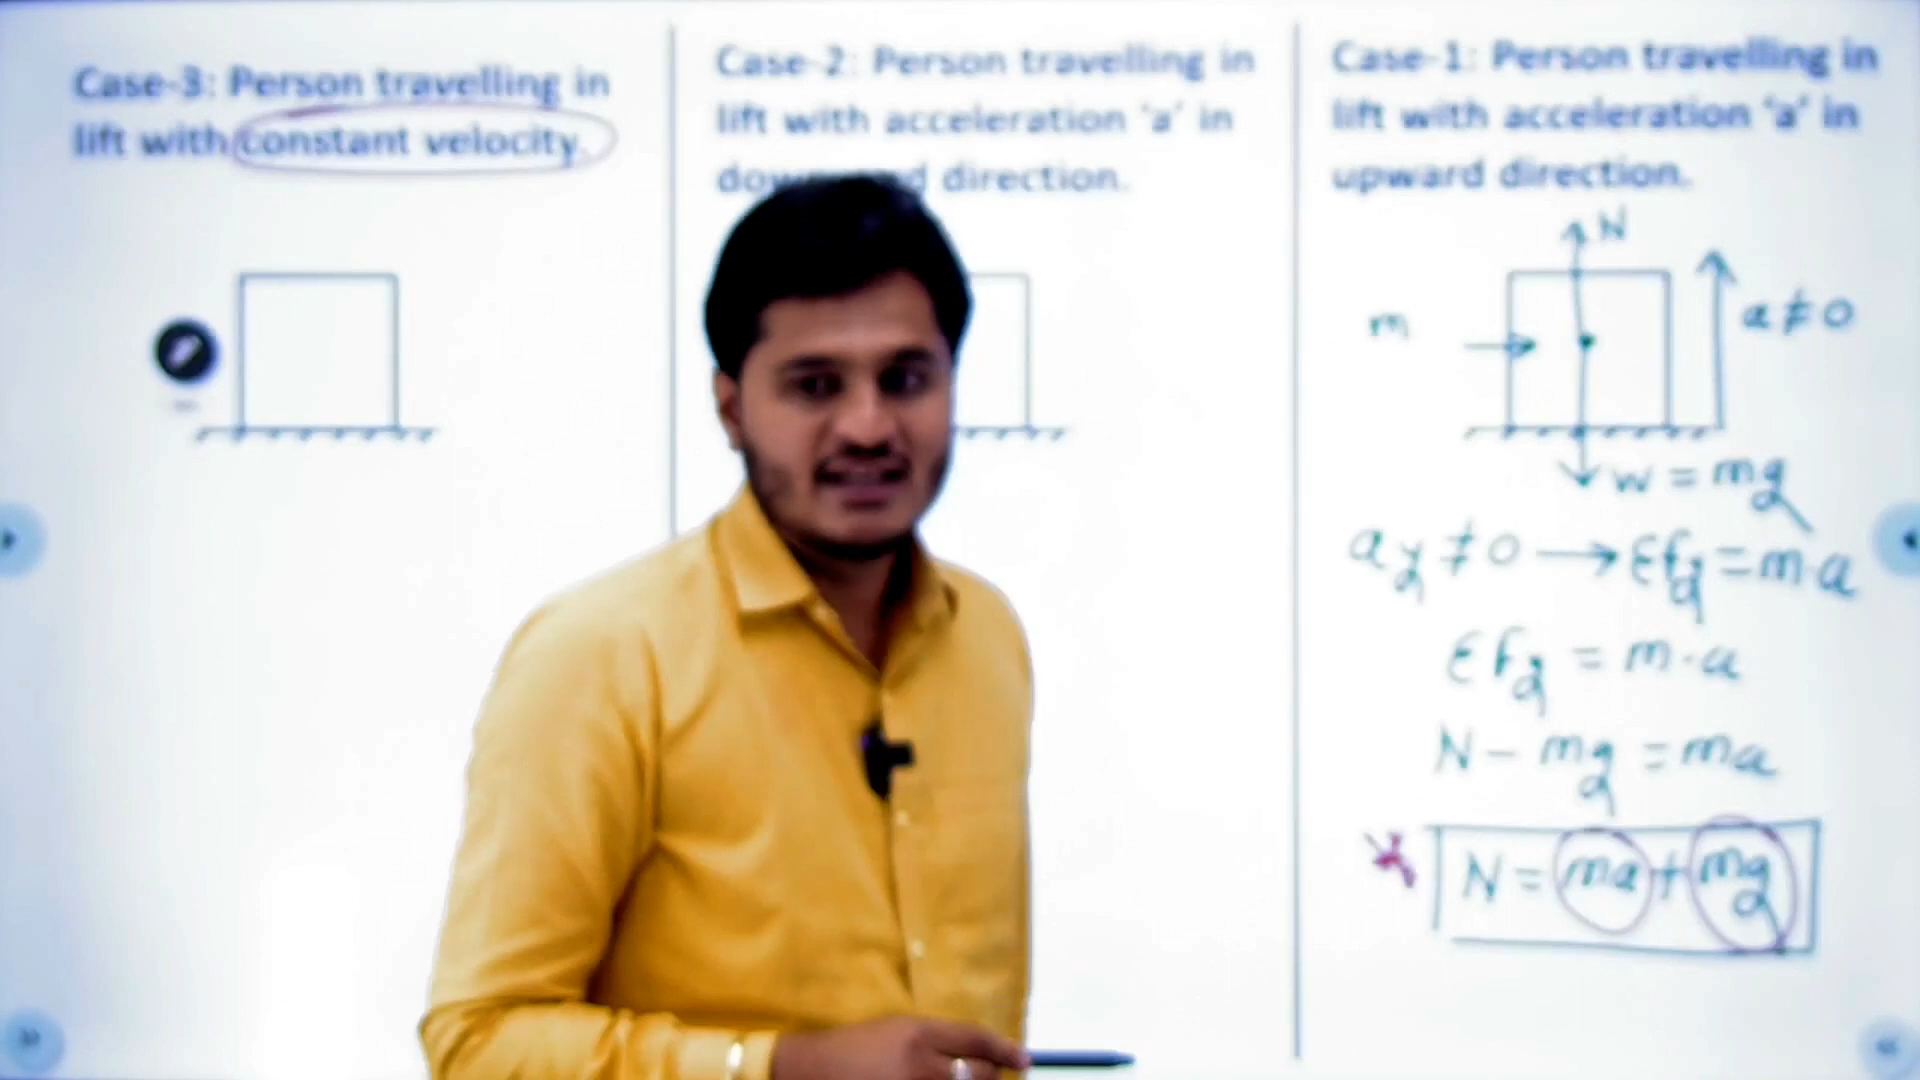 Case-3: Person travelling in
lift with constant velocity.
Case-2: Person travelling in
lift with acceleration 'a' in
direction.
Case-1: Person travelling in
lift with acceleration 'a' in
upward direction.
N
m
a ≠ 0
w = mg
ay ≠ 0 → ΣFy = m.a
ΣFy = m.a
N - mg = ma
N = ma + mg